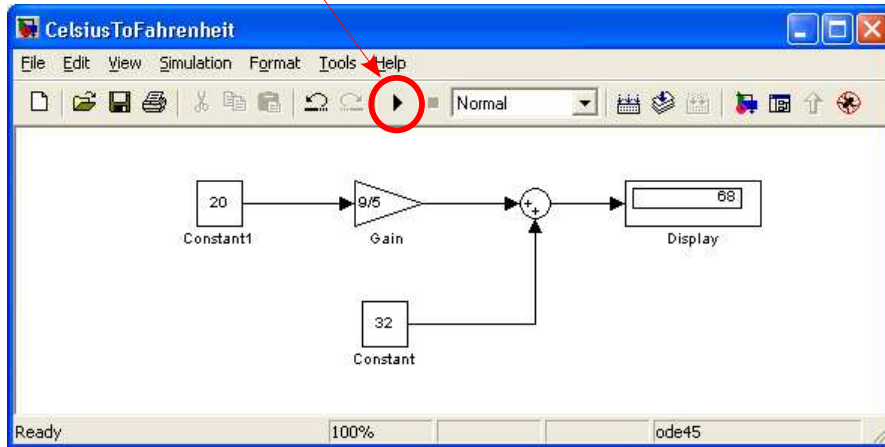 CelsiusToFahrenheit
File Edit View Simulation Format Tools Help
Normal
20
9/5
+
+
68
Constant1
Gain
Display
32
Constant
Ready 100% ode45